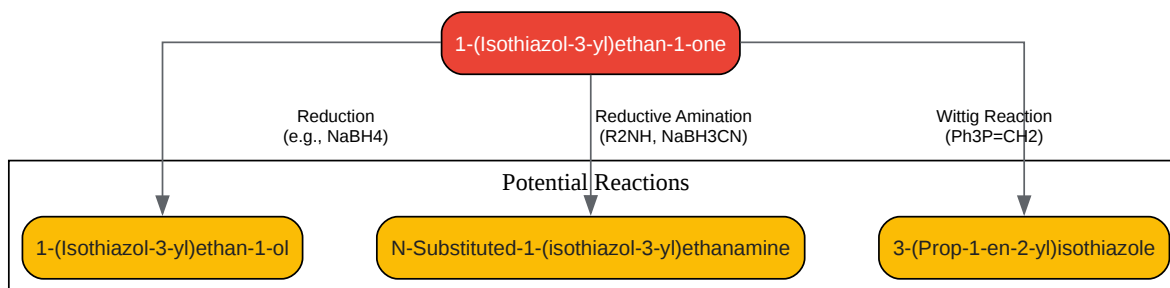 1-(Isothiazol-3-yl)ethan-1-one
Reduction
(e.g., NaBH4)
Reductive Amination
(R2NH, NaBH3CN)
Wittig Reaction
(Ph3P=CH2)
Potential Reactions
1-(Isothiazol-3-yl)ethan-1-ol
N-Substituted-1-(isothiazol-3-yl)ethanamine
3-(Prop-1-en-2-yl)isothiazole